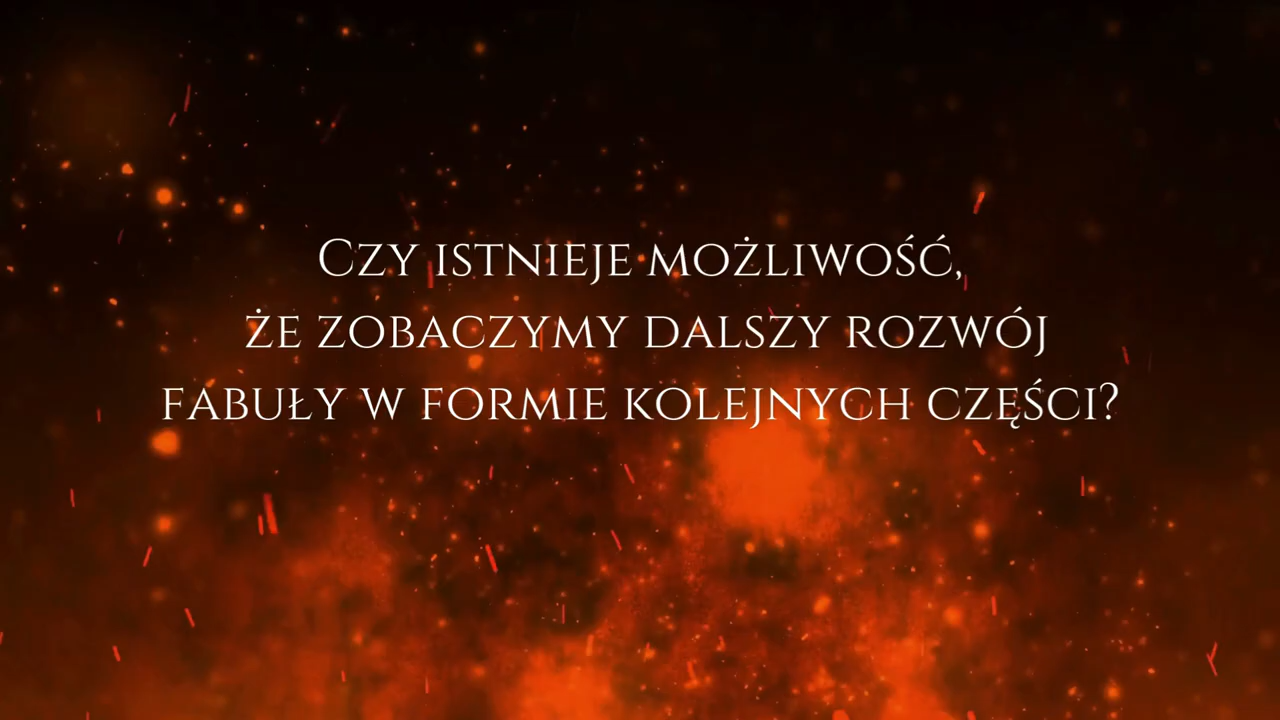 Czy istnieje możliwość,
że zobaczymy dalszy rozwój
fabuły w formie kolejnych części?